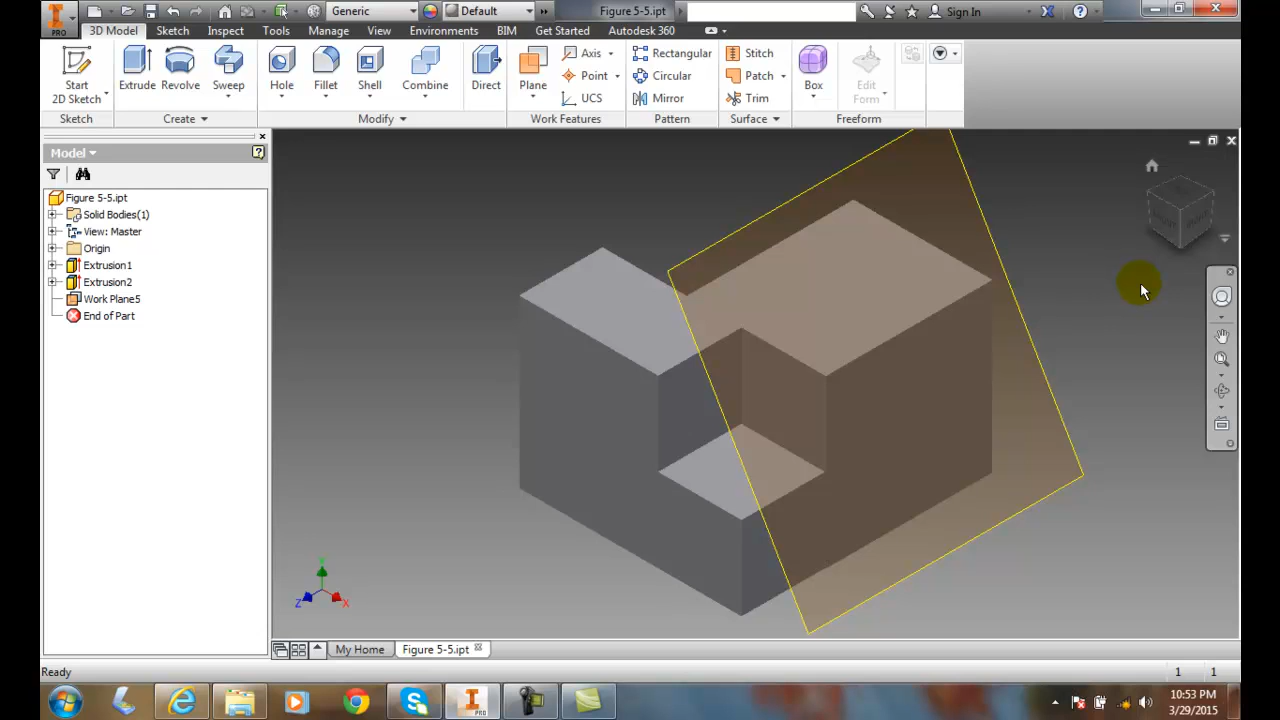 PRO
Generic
Default
Figure 5-5.ipt
Sign In
3D Model
Sketch
Inspect
Tools
Manage
View
Environments
BIM
Get Started
Autodesk 360
Start
2D Sketch
Extrude
Revolve
Sweep
Hole
Fillet
Shell
Combine
Direct
Plane
Axis
Point
UCS
Rectangular
Circular
Mirror
Stitch
Patch
Trim
Box
Edit
Form
Sketch
Create
Modify
Work Features
Pattern
Surface
Freeform
Model
Figure 5-5.ipt
Solid Bodies(1)
View: Master
Origin
Extrusion1
Extrusion2
Work Plane5
End of Part
Y
Z
X
My Home
Figure 5-5.ipt
Ready
1
1
PRO
10:53 PM
3/29/2015